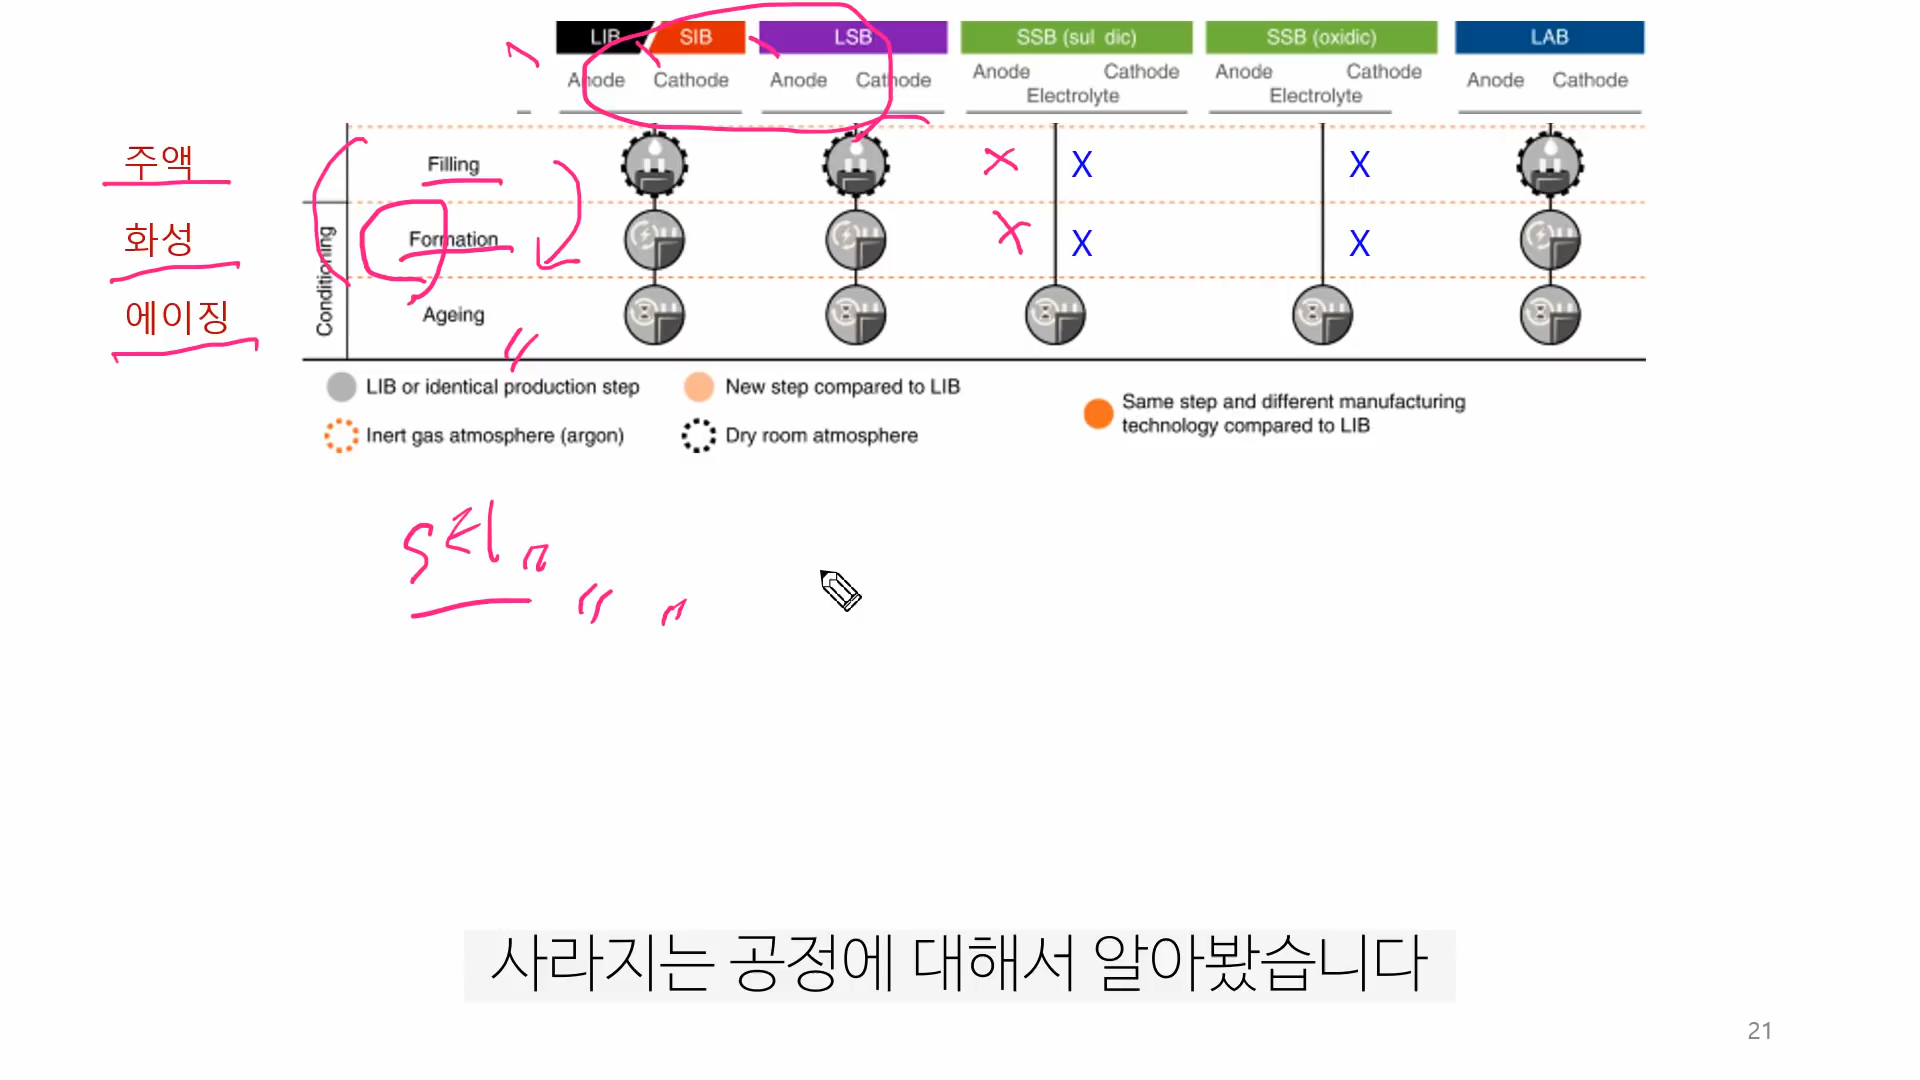 LIB SIB LSB SSB (sul dic) SSB (oxidic) LAB
Anode Cathode Anode Cathode Anode Cathode Anode Cathode Anode Cathode
Electrolyte Electrolyte
주액 Filling X X X
화성 Formation X X X
에이징 Ageing
Conditioning
LIB or identical production step
New step compared to LIB
Same step and different manufacturing
technology compared to LIB
Inert gas atmosphere (argon)
Dry room atmosphere
SEI
사라지는 공정에 대해서 알아봤습니다
21